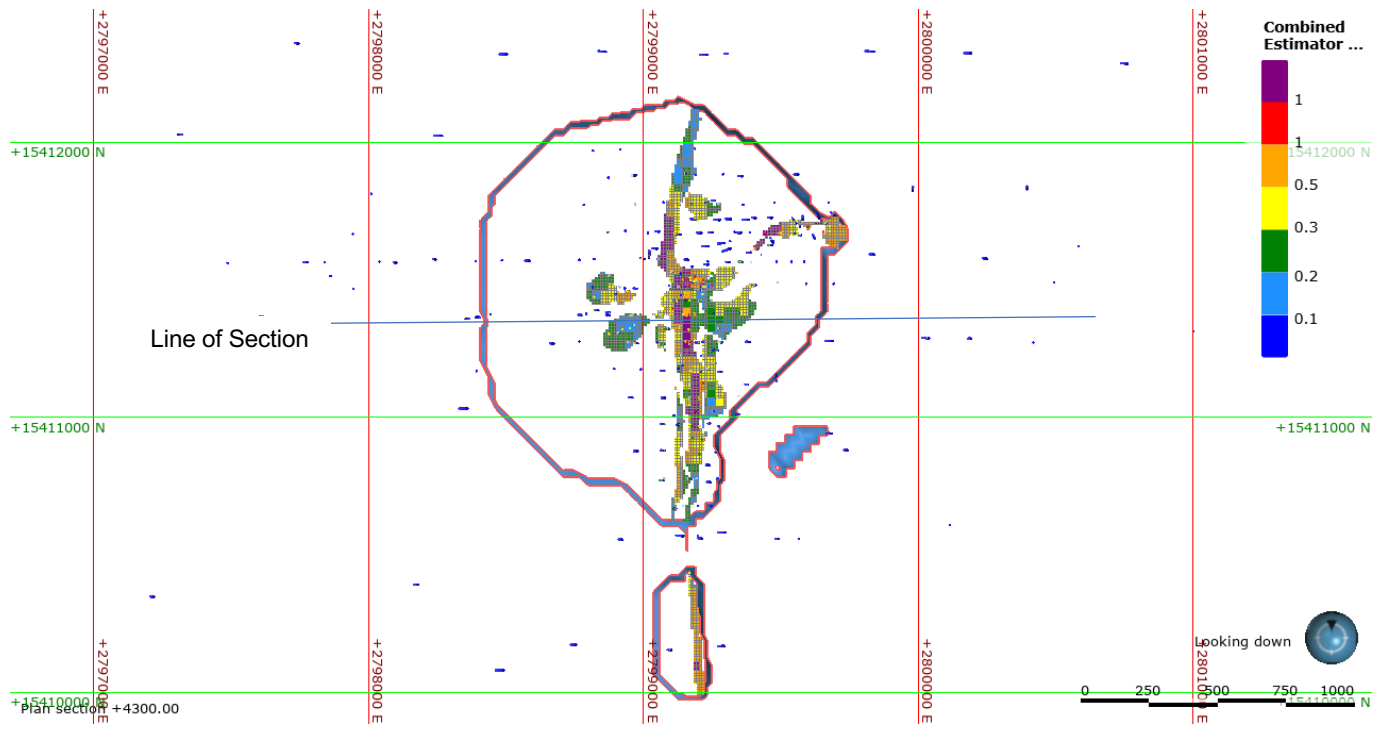 +2797000 E
+2798000 E
+2799000 E
+2800000 E
+2801000 E
Combined
Estimator ...
1
1
0.5
0.3
0.2
0.1
+15412000 N
15412000 N
Line of Section
+15411000 N
+15411000 N
Looking down
+15410000 N
+15410000 N
+2797000 E
+2798000 E
+2799000 E
+2800000 E
+2801000 E
0 250 500 750 1000
Plan section +4300.00